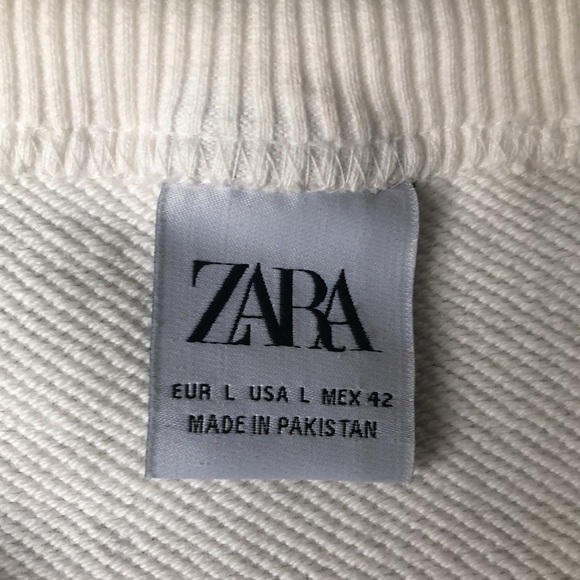 ZARA
EUR L USA L MEX 42
MADE IN PAKISTAN